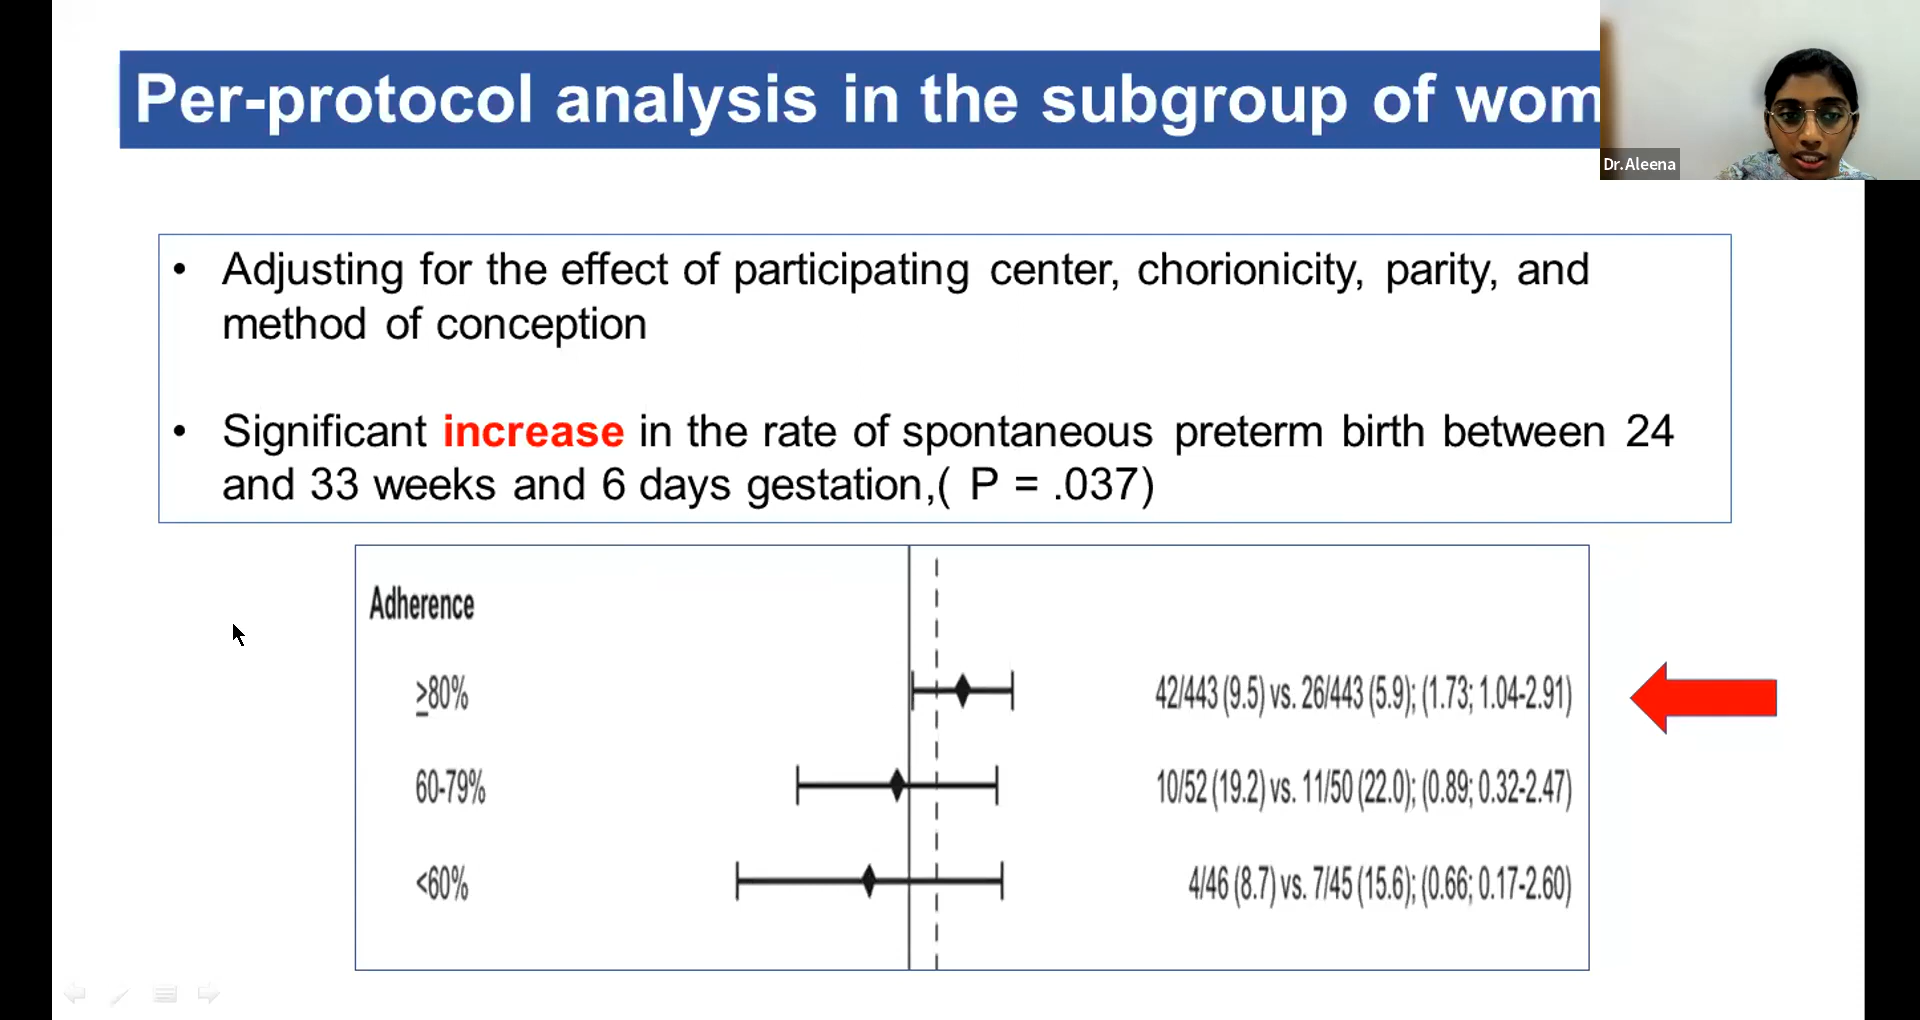 Per-protocol analysis in the subgroup of
Dr.Aleena
• Adjusting for the effect of participating center, chorionicity, parity, and
method of conception
• Significant increase in the rate of spontaneous preterm birth between 24
and 33 weeks and 6 days gestation,( P = .037)
Adherence
≥80% 42/443 (9.5) vs. 26/443 (5.9); (1.73; 1.04-2.91)
60-79% 10/52 (19.2) vs. 11/50 (22.0); (0.89; 0.32-2.47)
<60% 4/46 (8.7) vs. 7/45 (15.6); (0.66; 0.17-2.60)